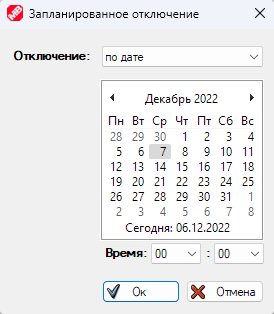 Запланированное отключение
Отключение: по дате
Декабрь 2022
Пн Вт Ср Чт Пт Сб Вс
28 29 30 1 2 3 4
5 6 7 8 9 10 11
12 13 14 15 16 17 18
19 20 21 22 23 24 25
26 27 28 29 30 31 1
2 3 4 5 6 7 8
Сегодня: 06.12.2022
Время: 00 : 00
Ок Отмена